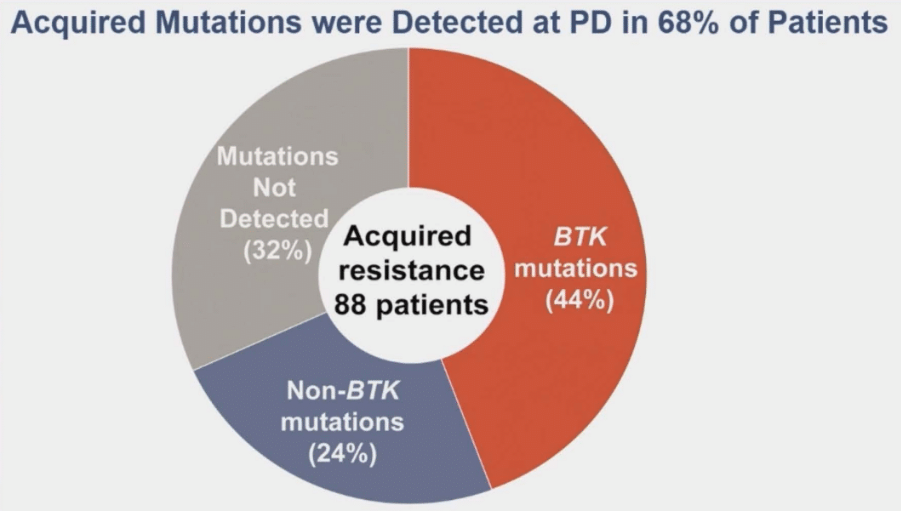 Acquired Mutations were Detected at PD in 68% of Patients
Mutations
Not
Detected
(32%)
Acquired
resistance
88 patients
BTK
mutations
(44%)
Non-BTK
mutations
(24%)